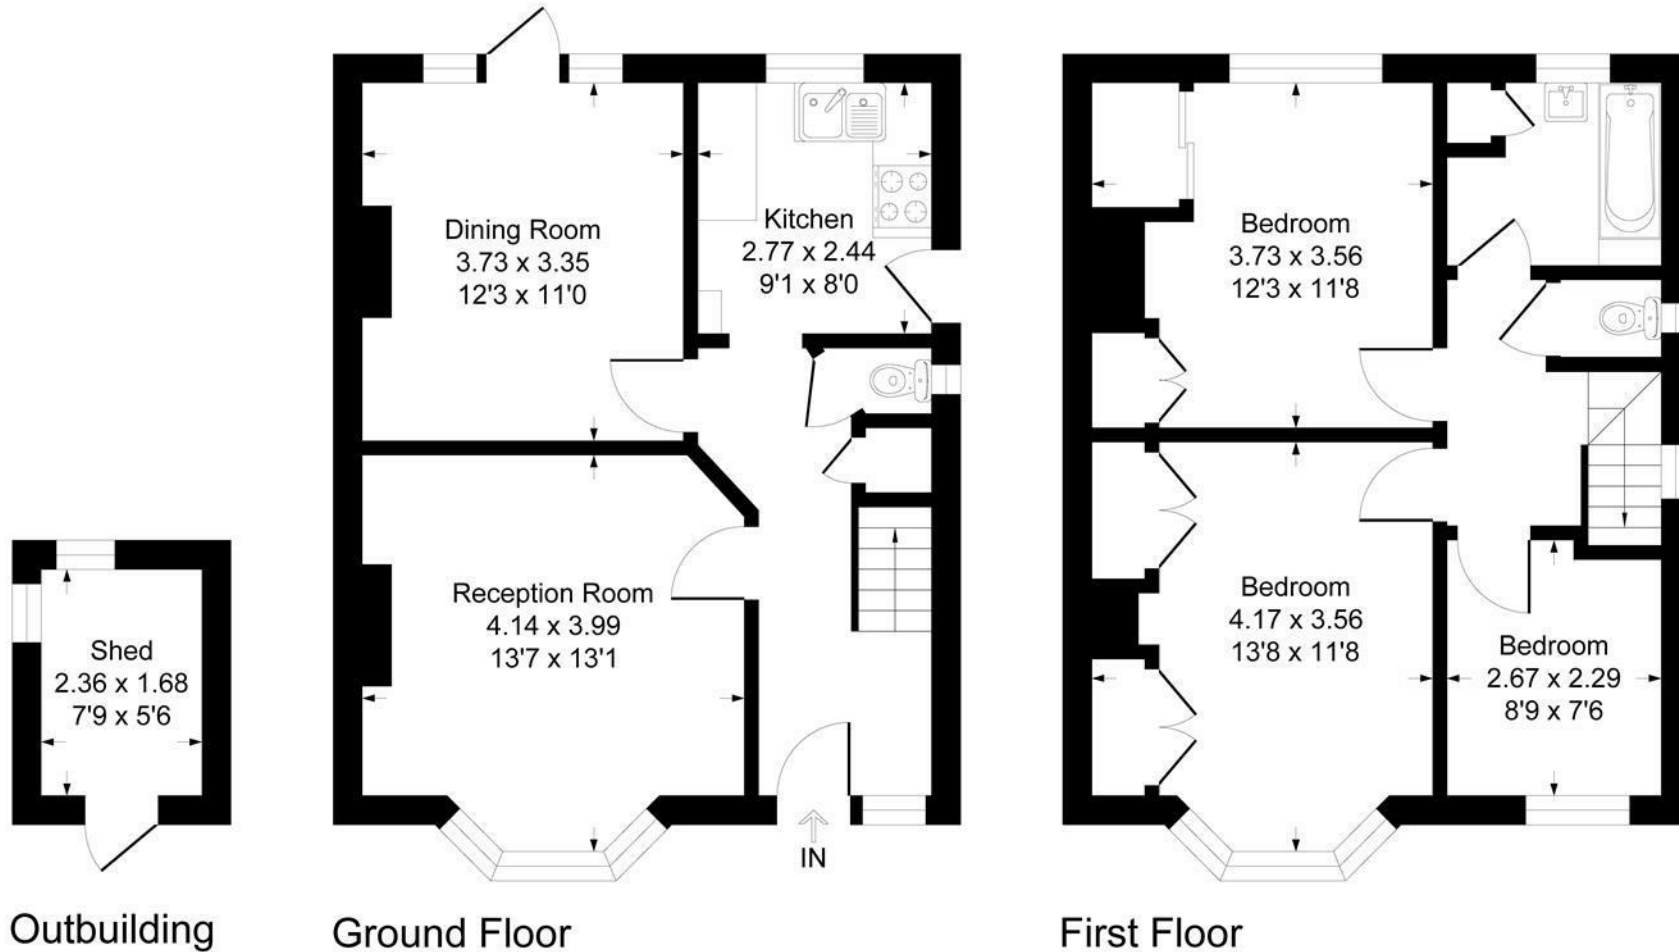 Dining Room
3.73 x 3.35
12'3 x 11'0
Kitchen
2.77 x 2.44
9'1 x 8'0
Reception Room
4.14 x 3.99
13'7 x 13'1
IN
Bedroom
3.73 x 3.56
12'3 x 11'8
Bedroom
4.17 x 3.56
13'8 x 11'8
Bedroom
2.67 x 2.29
8'9 x 7'6
Shed
2.36 x 1.68
7'9 x 5'6
Outbuilding
Ground Floor
First Floor